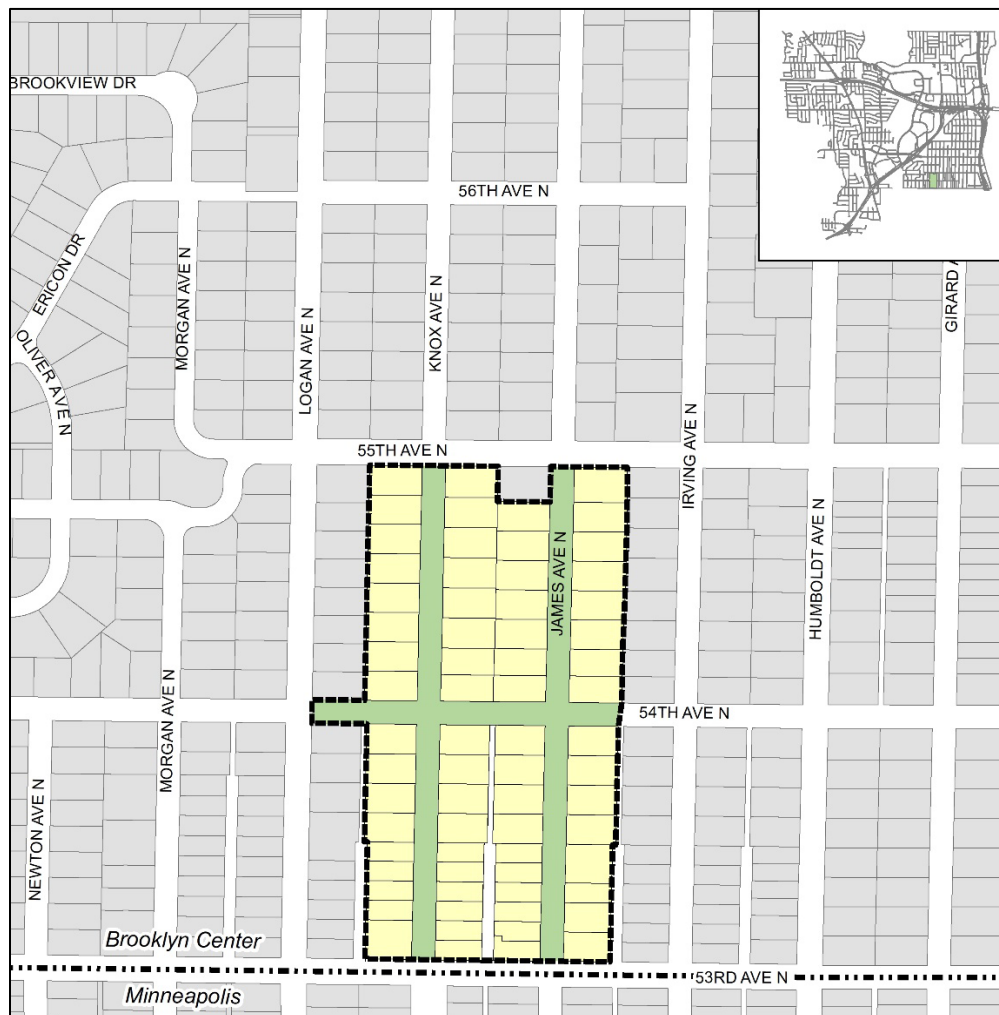 BROOKVIEW DR
56TH AVE N
ERICON DR
MORGAN AVE N
KNOX AVE N
LOGAN AVE N
GIRARD A
OLIVER AVE N
55TH AVE N
IRVING AVE N
HUMBOLDT AVE N
JAMES AVE N
54TH AVE N
MORGAN AVE N
NEWTON AVE N
Brooklyn Center
53RD AVE N
Minneapolis